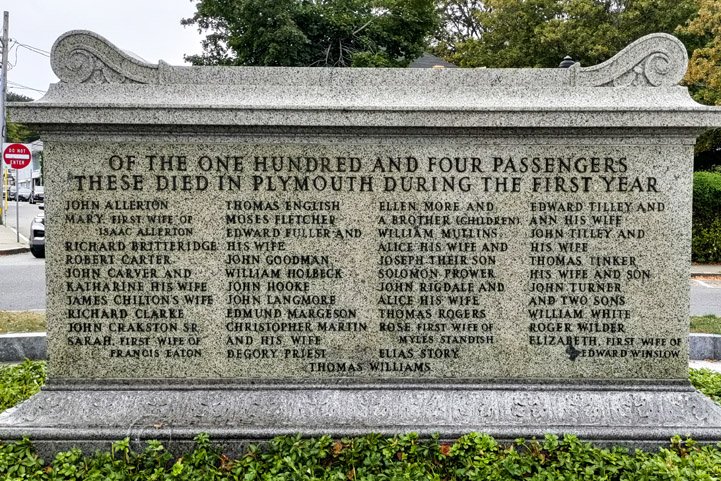 OF THE ONE HUNDRED AND FOUR PASSENGERS
THESE DIED IN PLYMOUTH DURING THE FIRST YEAR
JOHN ALLERTON
MARY, FIRST WIFE OF
ISAAC ALLERTON
RICHARD BRITTERIDGE
ROBERT CARTER
JOHN CARVER AND
KATHARINE HIS WIFE
JAMES CHILTON'S WIFE
RICHARD CLARKE
JOHN CRAKSTON SR.
SARAH, FIRST WIFE OF
FRANCIS EATON
THOMAS ENGLISH
MOSES FLETCHER
EDWARD FULLER AND
HIS WIFE
JOHN GOODMAN
WILLIAM HOLBECK
JOHN HOOKE
JOHN LANGMORE
EDMUND MARGESON
CHRISTOPHER MARTIN
AND HIS WIFE
DEGORY PRIEST
ELLEN MORE AND
A BROTHER (CHILDREN)
WILLIAM MULLINS
ALICE HIS WIFE AND
JOSEPH THEIR SON
SOLOMON PROWER
JOHN RIGDALE AND
ALICE HIS WIFE
THOMAS ROGERS
ROSE, FIRST WIFE OF
MYLES STANDISH
ELIAS STORY
EDWARD TILLEY AND
ANN HIS WIFE
JOHN TILLEY AND
HIS WIFE
THOMAS TINKER
HIS WIFE AND SON
JOHN TURNER
AND TWO SONS
WILLIAM WHITE
ROGER WILDER
ELIZABETH, FIRST WIFE OF
EDWARD WINSLOW
THOMAS WILLIAMS
DO NOT
ENTER